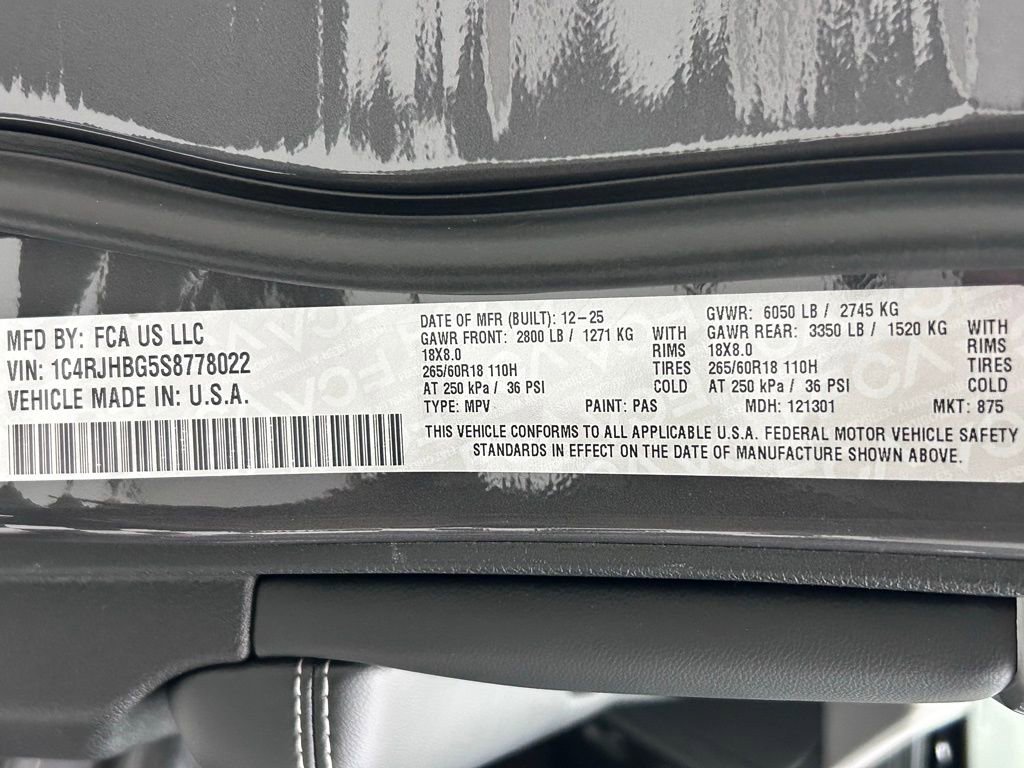 MFD BY: FCA US LLC
VIN: 1C4RJHBG5S8778022
VEHICLE MADE IN: U.S.A.
DATE OF MFR (BUILT): 12-25
GAWR FRONT: 2800 LB / 1271 KG WITH
18X8.0 RIMS
265/60R18 110H TIRES
AT 250 kPa / 36 PSI COLD
GVWR: 6050 LB / 2745 KG
GAWR REAR: 3350 LB / 1520 KG WITH
18X8.0 RIMS
265/60R18 110H TIRES
AT 250 kPa / 36 PSI COLD
TYPE: MPV PAINT: PAS MDH: 121301 MKT: 875
THIS VEHICLE CONFORMS TO ALL APPLICABLE U.S.A. FEDERAL MOTOR VEHICLE SAFETY
STANDARDS IN EFFECT ON THE DATE OF MANUFACTURE SHOWN ABOVE.